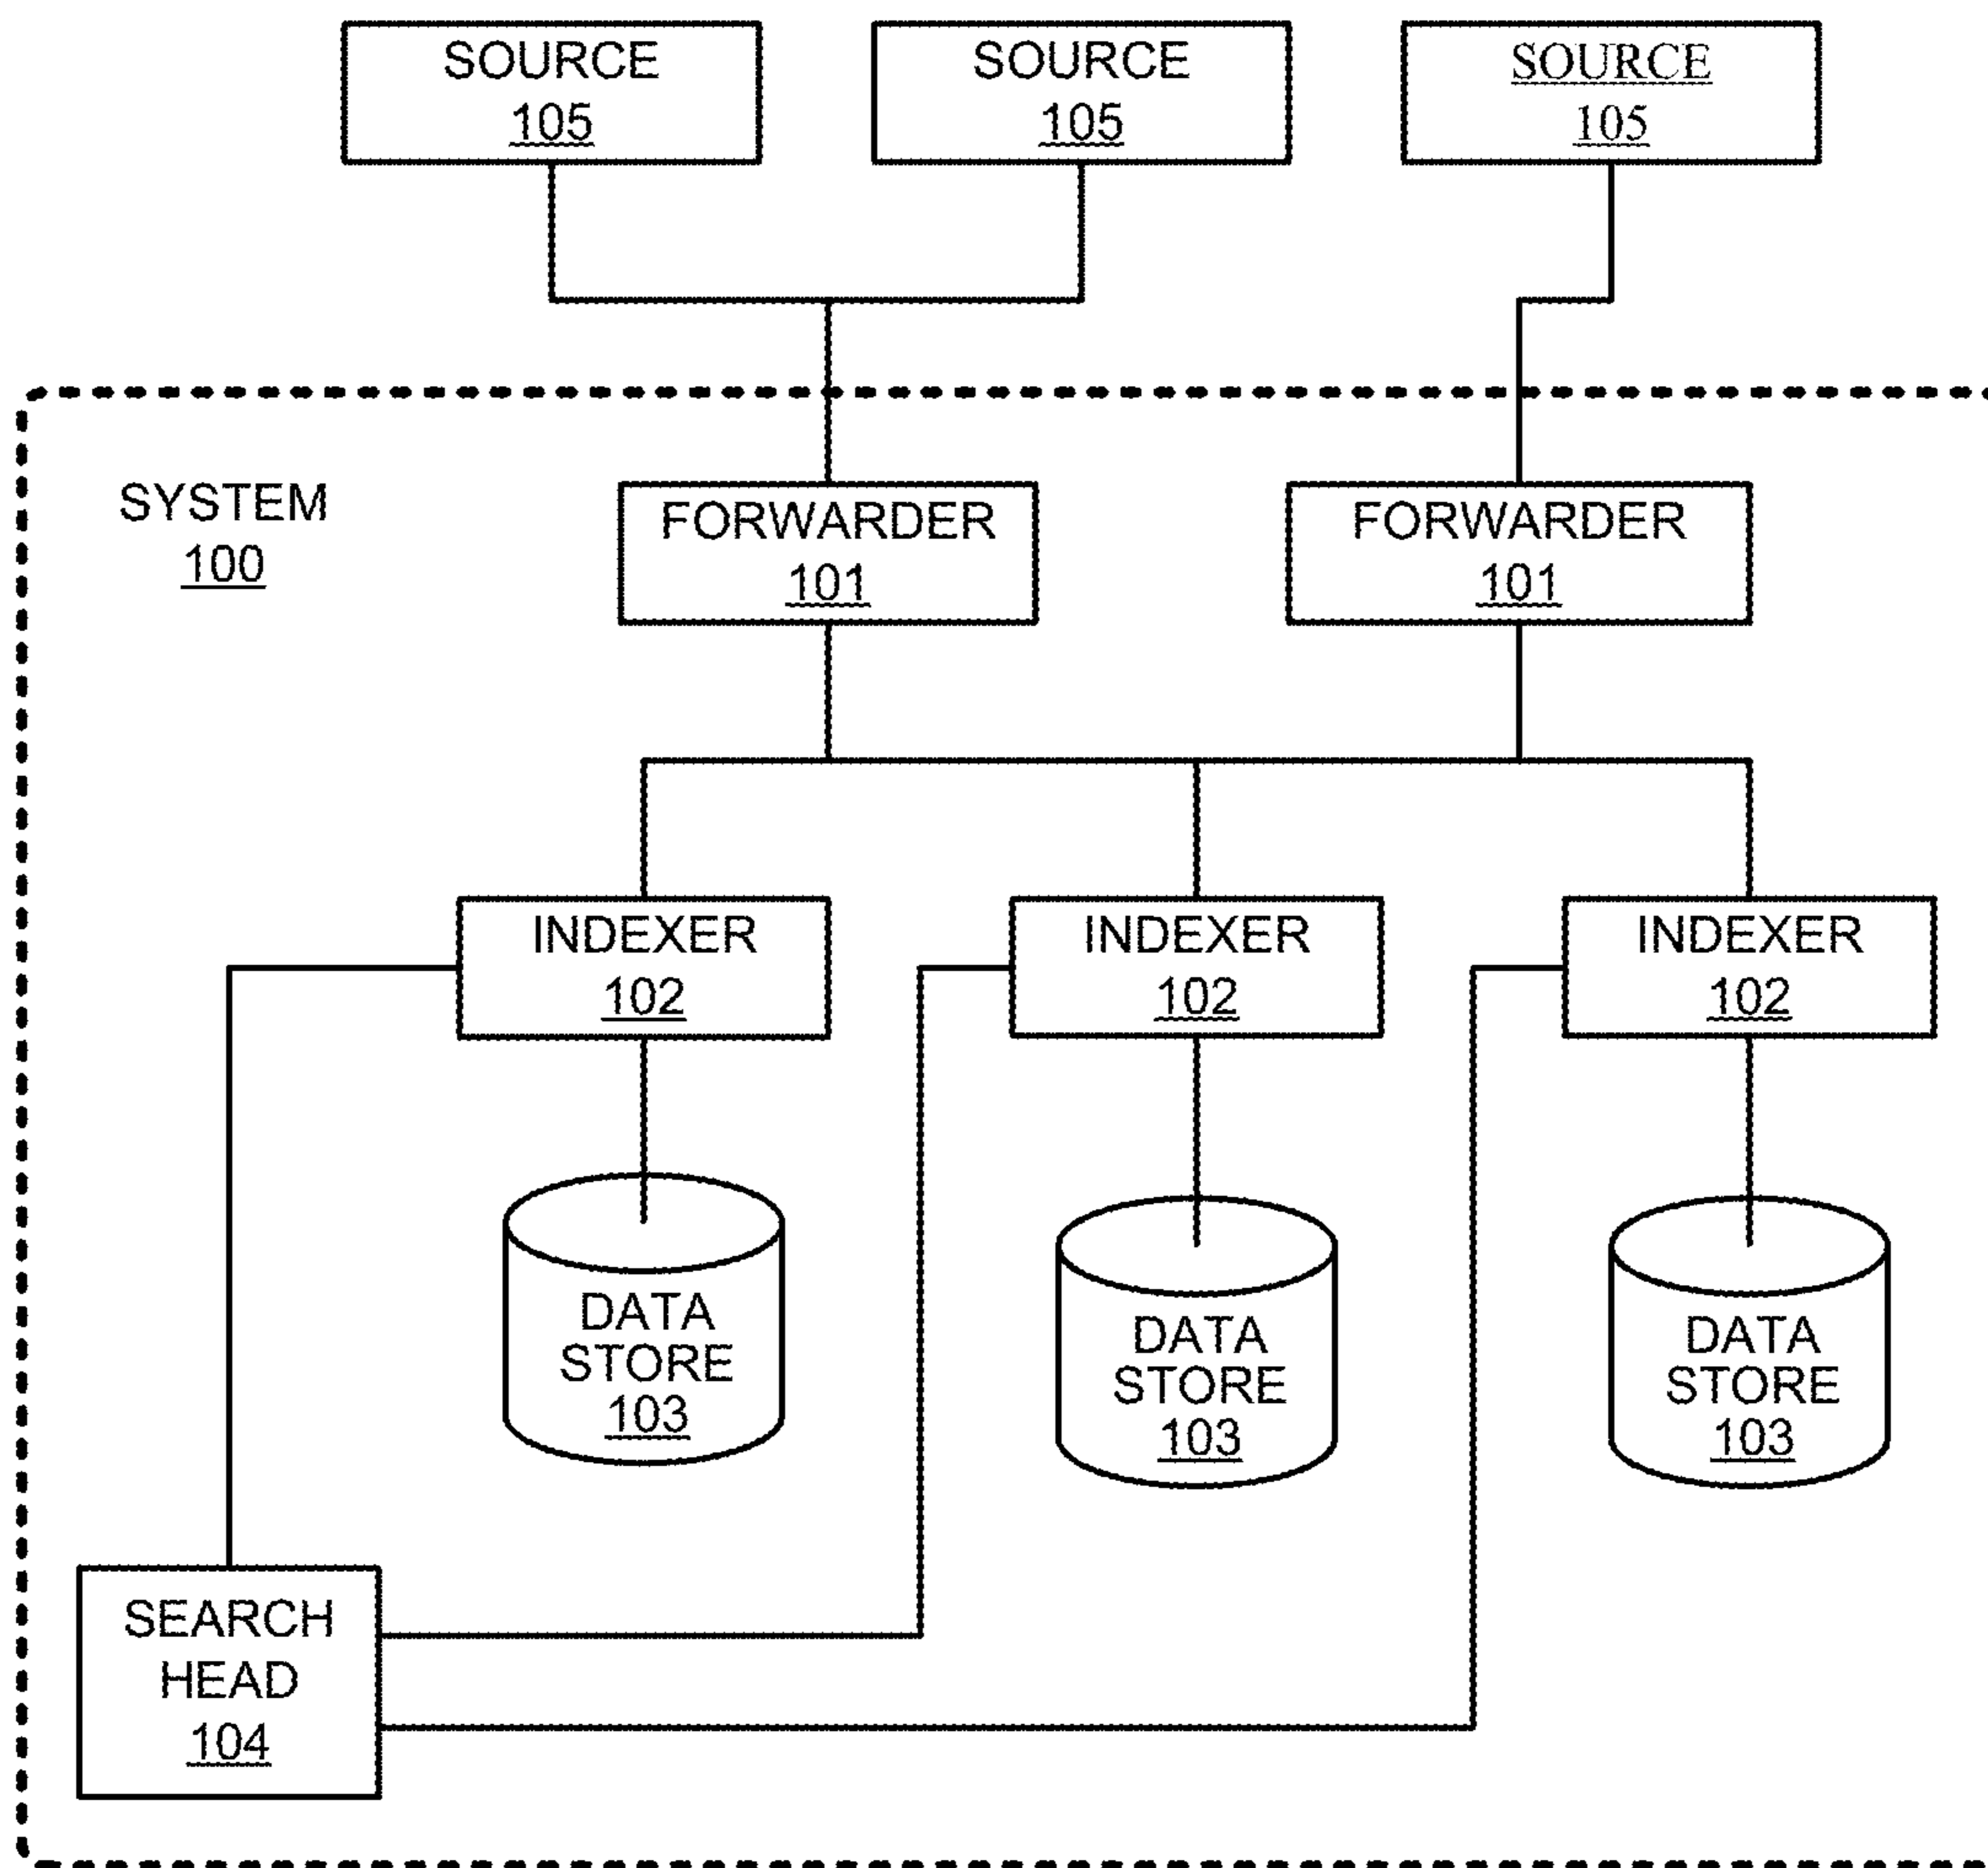 SOURCE
105
SOURCE
105
SOURCE
105
SYSTEM
100
FORWARDER
101
FORWARDER
101
INDEXER
102
INDEXER
102
INDEXER
102
DATA
STORE
103
DATA
STORE
103
DATA
STORE
103
SEARCH
HEAD
104